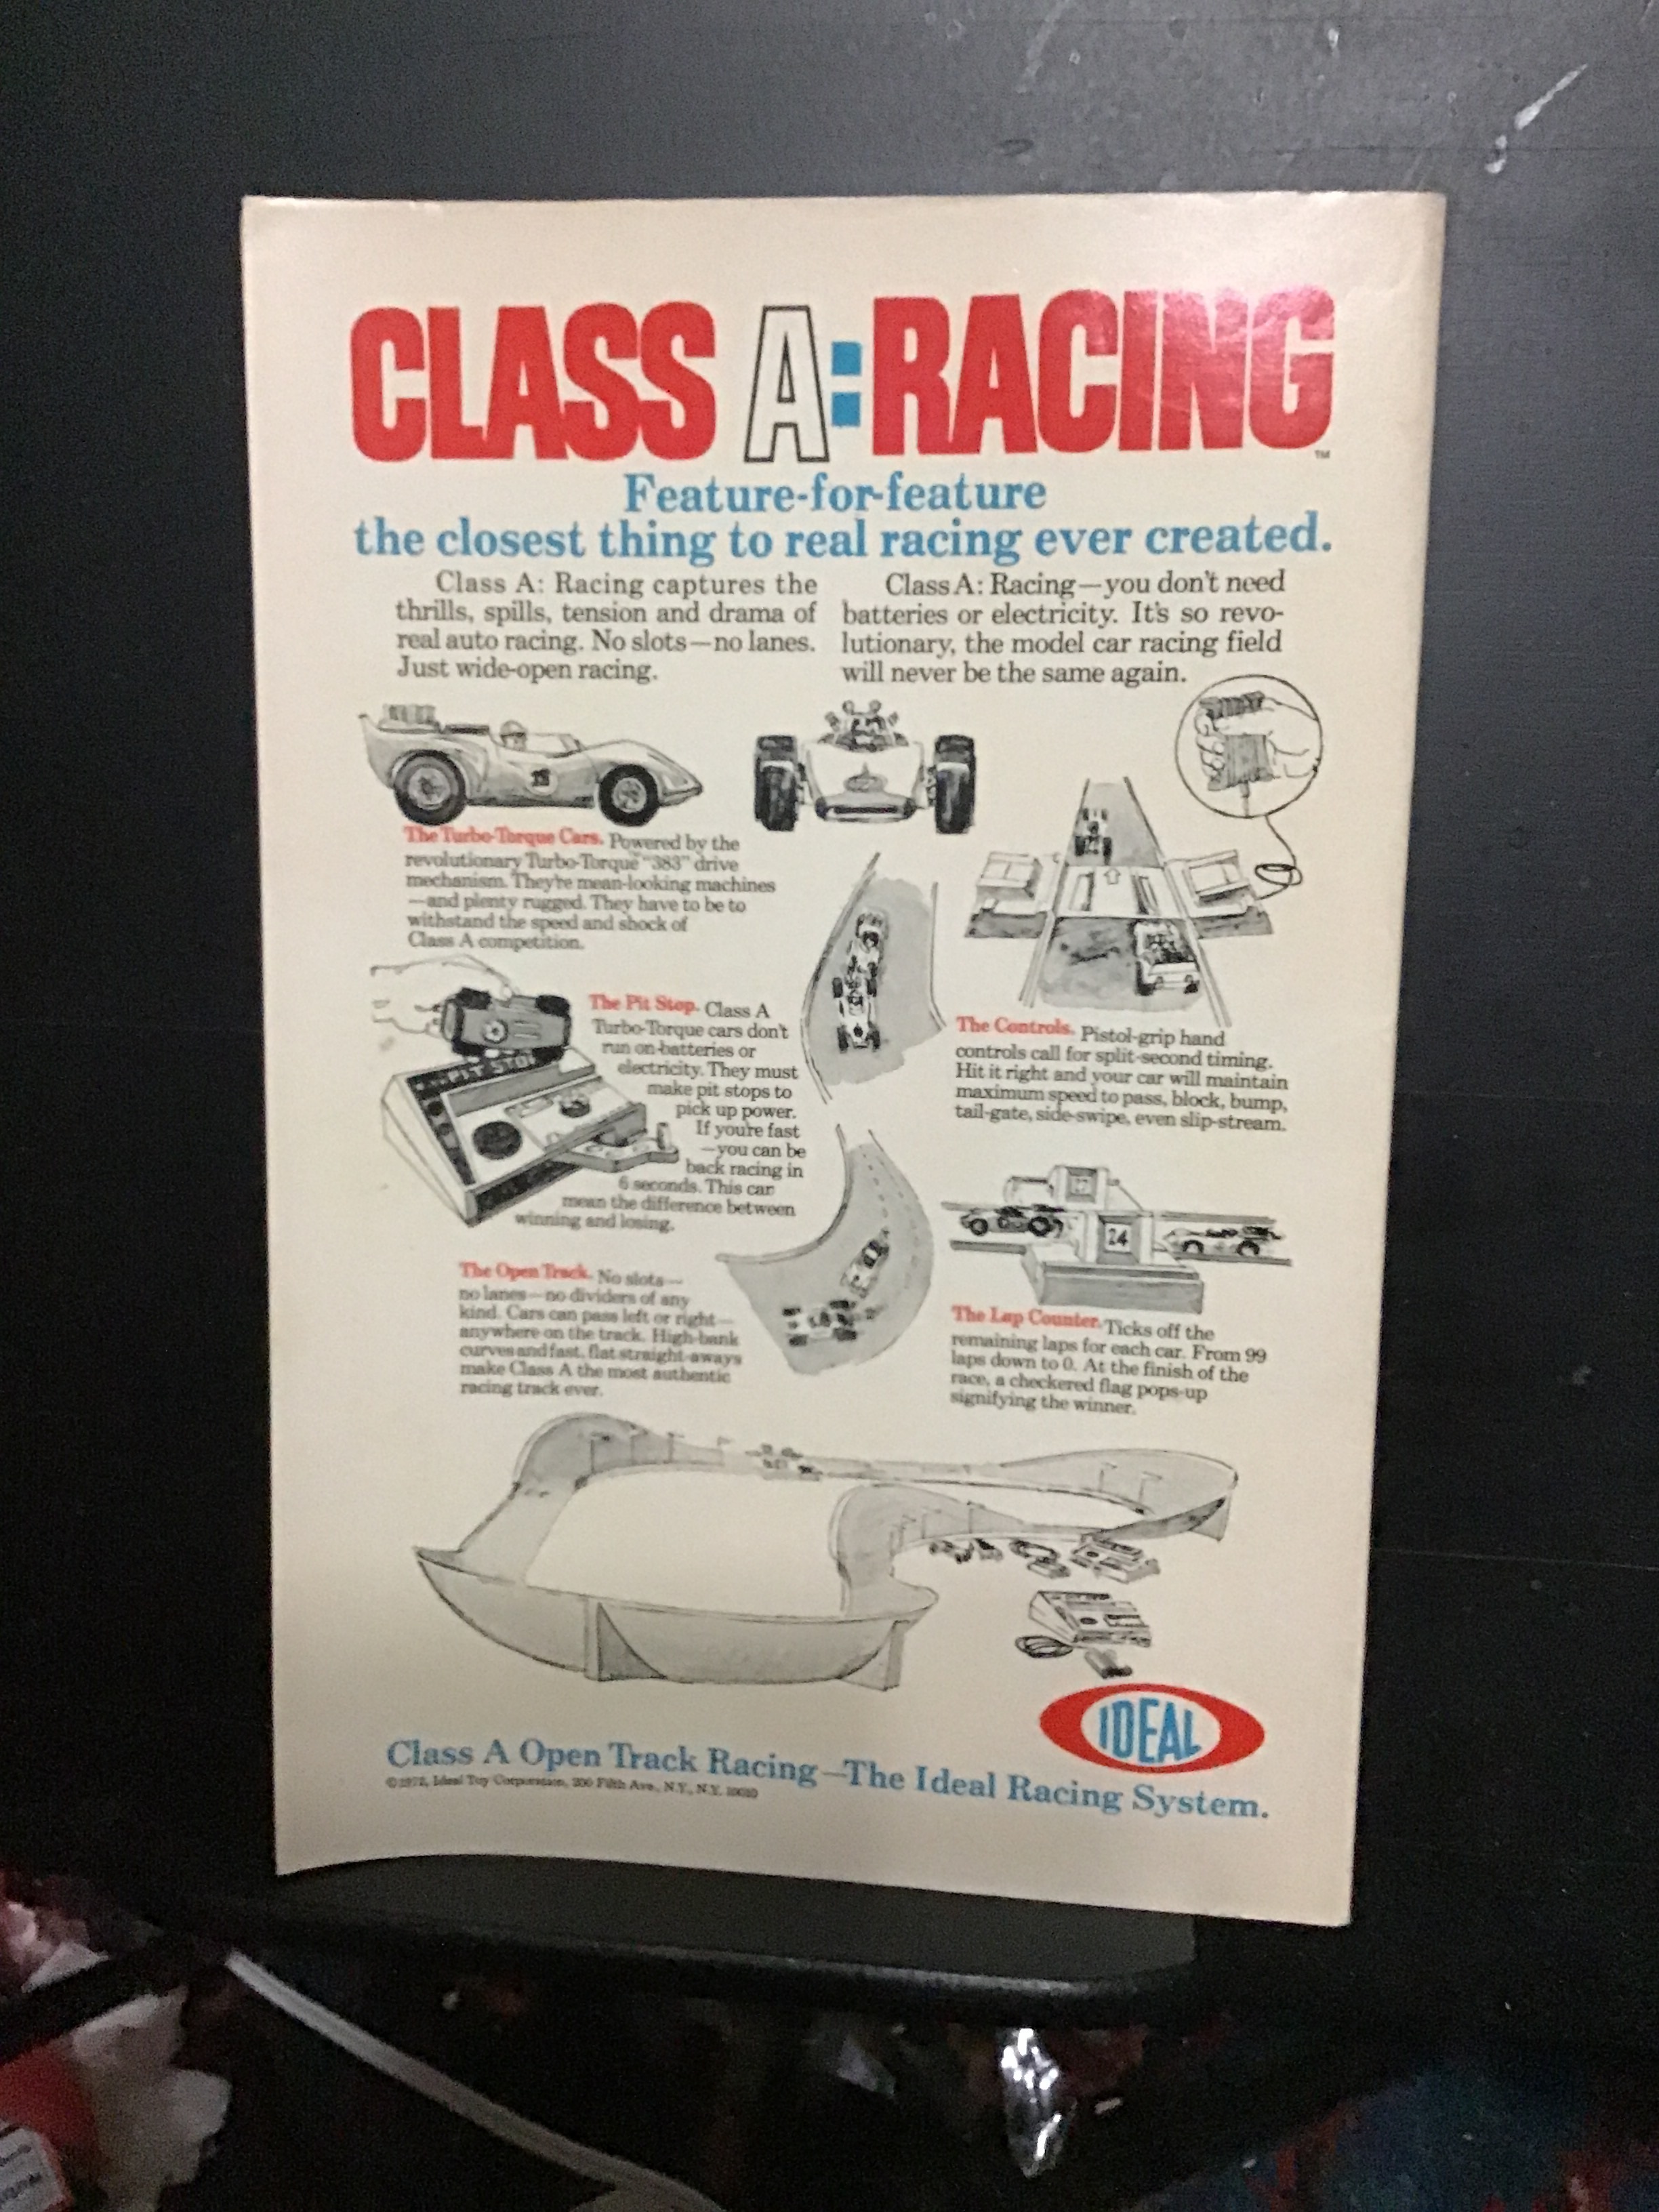 CLASS A:RACING
TM
Feature-for-feature
the closest thing to real racing ever created.
Class A: Racing captures the
thrills, spills, tension and drama of
real auto racing. No slots—no lanes.
Just wide-open racing.
Class A: Racing—you don't need
batteries or electricity. It's so revo-
lutionary, the model car racing field
will never be the same again.
The Turbo-Torque Cars. Powered by the
revolutionary Turbo-Torque "383" drive
mechanism. They're mean-looking machines
—and plenty rugged. They have to be to
withstand the speed and shock of
Class A competition.
PIT STOP
The Pit Stop. Class A
Turbo-Torque cars don't
run on batteries or
electricity. They must
make pit stops to
pick up power.
If you're fast
—you can be
back racing in
6 seconds. This can
mean the difference between
winning and losing.
The Controls. Pistol-grip hand
controls call for split-second timing.
Hit it right and your car will maintain
maximum speed to pass, block, bump,
tail-gate, side-swipe, even slip-stream.
24
The Open Track. No slots—
no lanes—no dividers of any
kind. Cars can pass left or right—
anywhere on the track. High-bank
curves and fast, flat straight-aways
make Class A the most authentic
racing track ever.
The Lap Counter. Ticks off the
remaining laps for each car. From 99
laps down to 0. At the finish of the
race, a checkered flag pops-up
signifying the winner.
IDEAL
Class A Open Track Racing—The Ideal Racing System.
Ideal Toy Corporation, 200 Fifth Ave., N.Y., N.Y. 10010